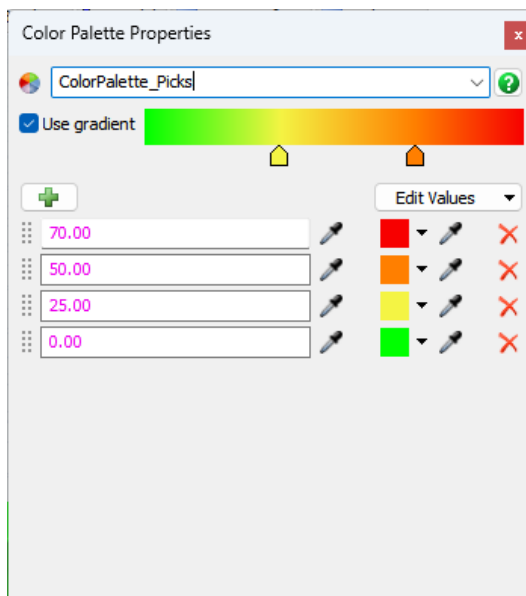 Color Palette Properties
x
ColorPalette_Picks
?
Use gradient
Edit Values
70.00
50.00
25.00
0.00